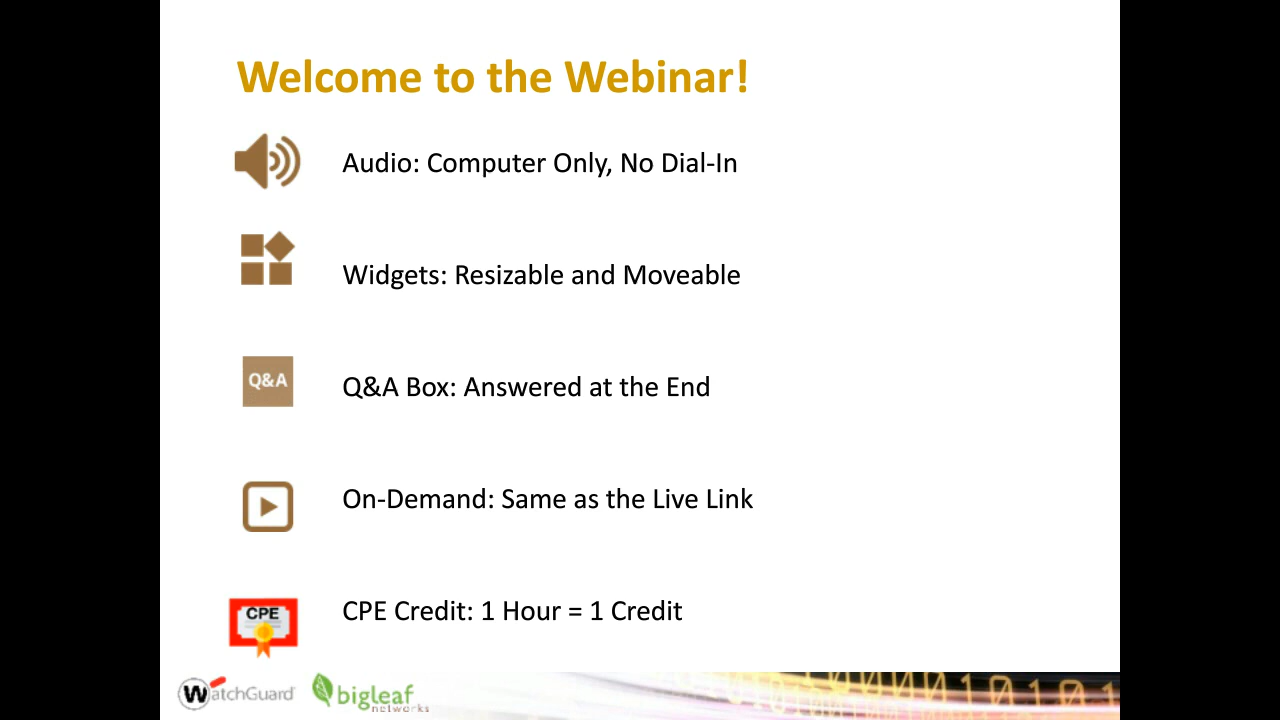 Welcome to the Webinar!
Audio: Computer Only, No Dial-In
Widgets: Resizable and Moveable
Q&A
Q&A Box: Answered at the End
On-Demand: Same as the Live Link
CPE
CPE Credit: 1 Hour = 1 Credit
WatchGuard
bigleaf
networks